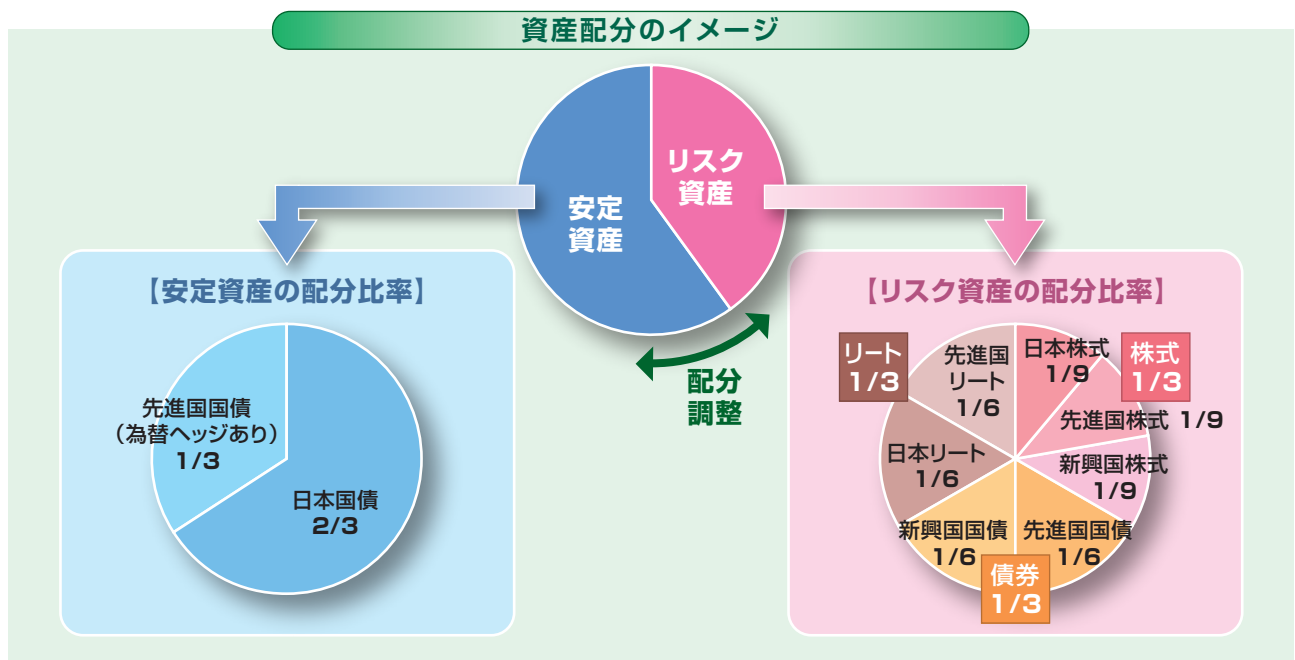 資産配分のイメージ
リスク
資産
安定
資産
配分
調整
【安定資産の配分比率】
先進国国債
（為替ヘッジあり）
1/3
日本国債
2/3
【リスク資産の配分比率】
リート
1/3
先進国
リート
1/6
日本株式
1/9
株式
1/3
先進国株式 1/9
日本リート
1/6
新興国株式
1/9
新興国国債
1/6
先進国国債
1/6
債券
1/3